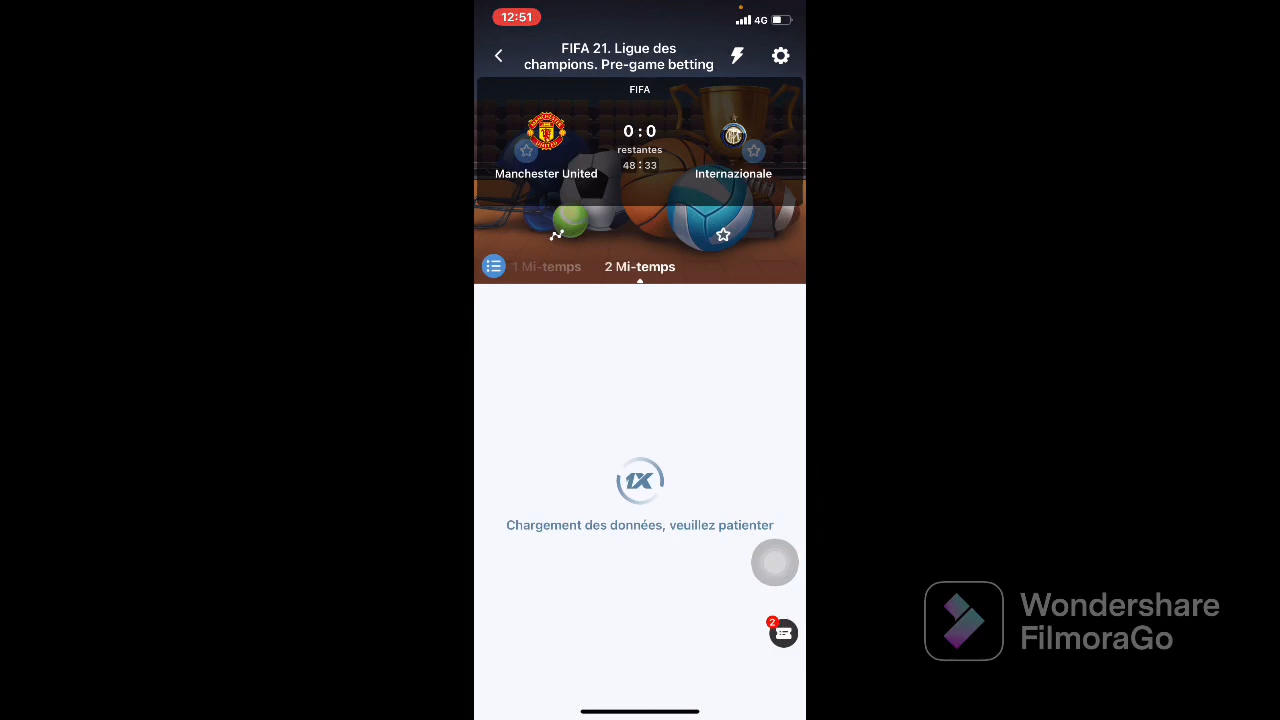 12:51
4G
FIFA 21. Ligue des
champions. Pre-game betting
FIFA
0 : 0
restantes
48 : 33
Manchester United
Internazionale
1 Mi-temps
2 Mi-temps
1X
Chargement des données, veuillez patienter
2
Wondershare
FilmoraGo